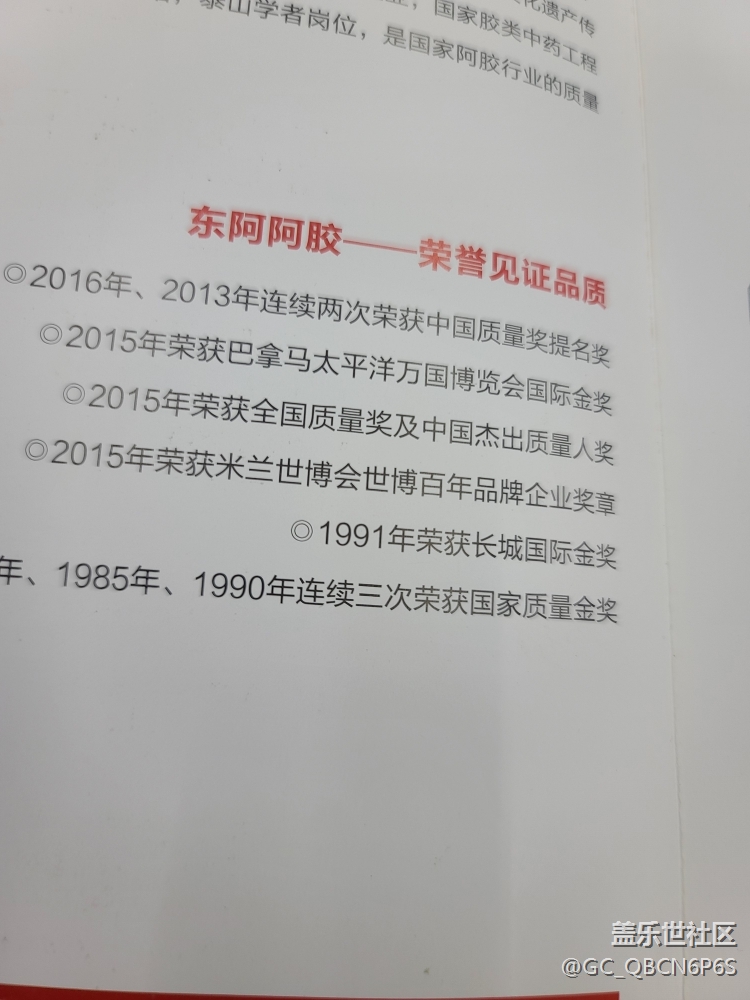 化遗产传
业，国家胶类中药工程
泰山学者岗位，是国家阿胶行业的质量
东阿阿胶——荣誉见证品质
◎2016年、2013年连续两次荣获中国质量奖提名奖
◎2015年荣获巴拿马太平洋万国博览会国际金奖
◎2015年荣获全国质量奖及中国杰出质量人奖
◎2015年荣获米兰世博会世博百年品牌企业奖章
◎1991年荣获长城国际金奖
年、1985年、1990年连续三次荣获国家质量金奖
盖乐世社区
@GC_QBCN6P6S